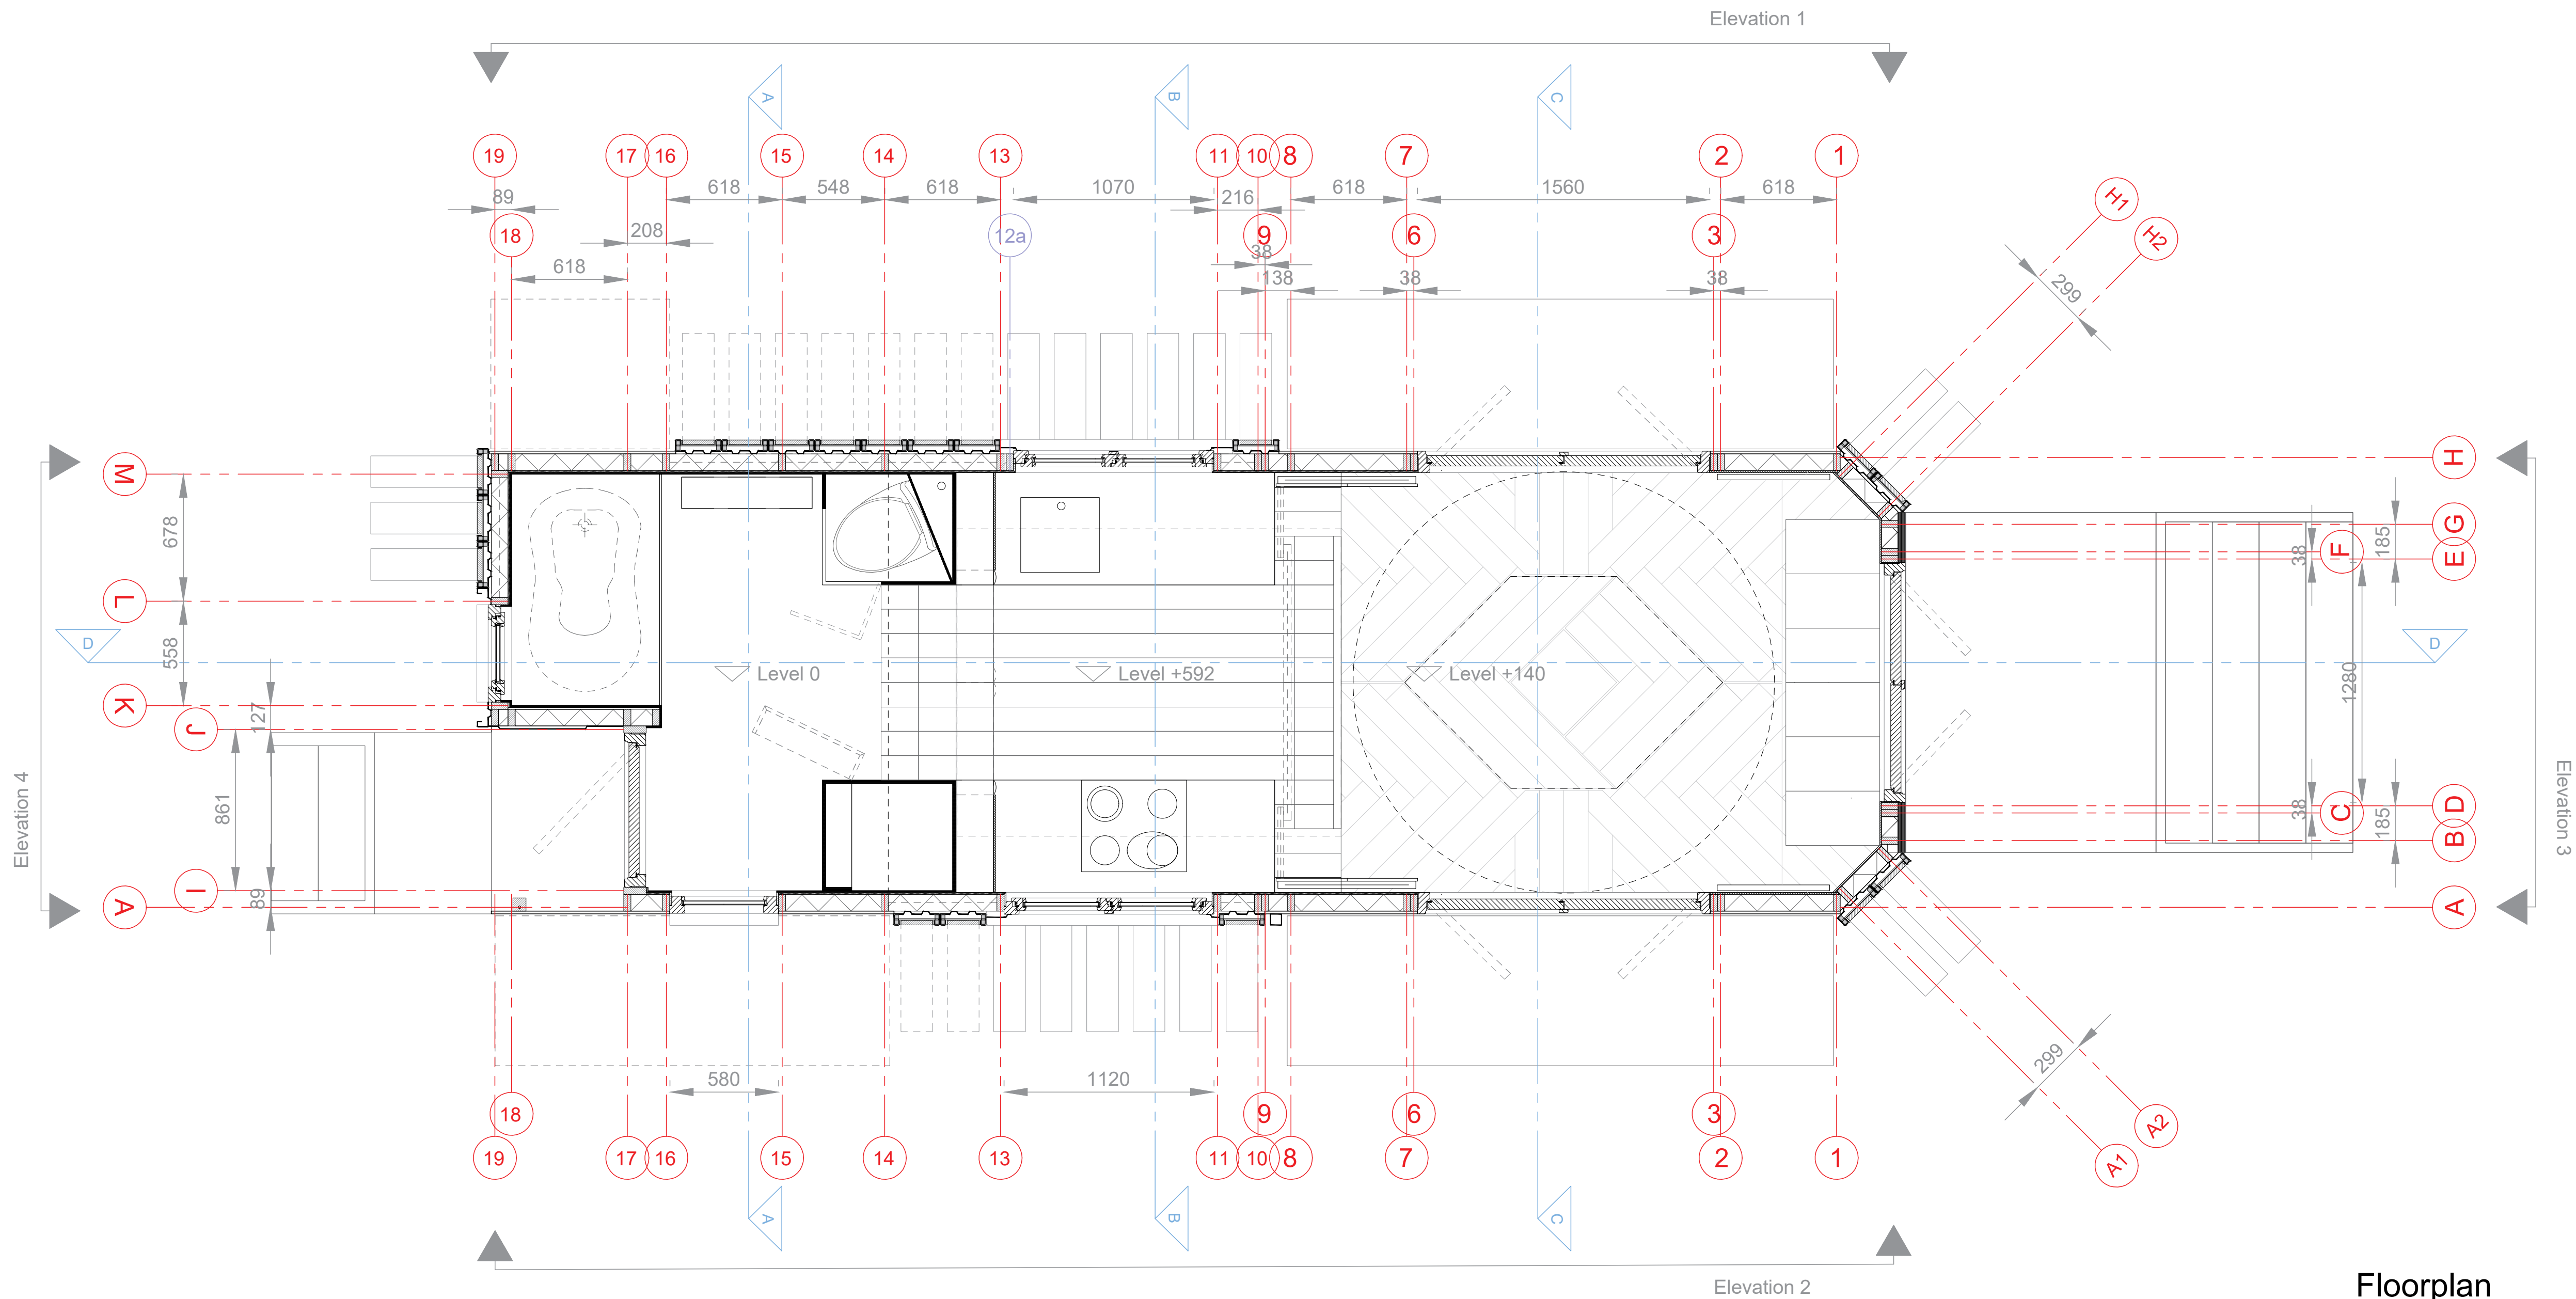 Elevation 1
A B C
19 17 16 15 14 13 11 10 8 7 2 1
618 548 618 1070 618 1560 618
89 216
H1
18 12a 9 6 3
H2
208
38
618 138 38 38
299
M H
678
G
185
F
38
E
L
D D
558
Level 0 Level +592 Level +140
1280
K
127
J
861
D
38
C
185
B
I
89
A A
Elevation 4
Elevation 3
299
580 1120
18 9 6 3
A2
19 17 16 15 14 13 11 10 8 7 2 1
A1
A B C
Elevation 2
Floorplan